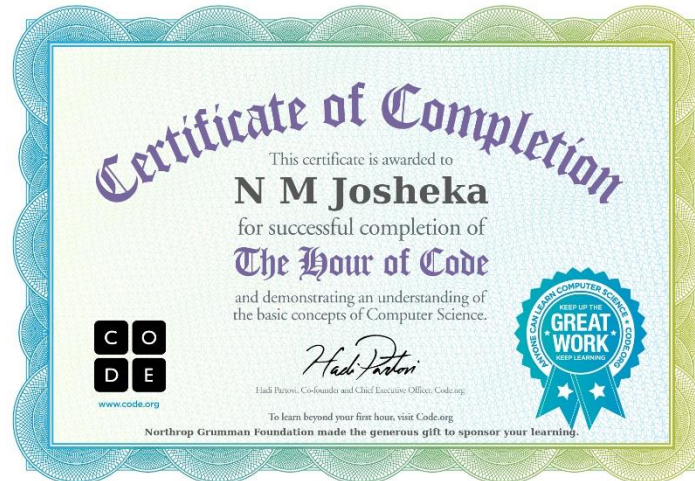 Certificate of Completion
This certificate is awarded to
N M Josheka
for successful completion of
The Hour of Code
and demonstrating an understanding of
the basic concepts of Computer Science.
C O
D E
www.code.org
Hadi Partovi
Hadi Partovi, Co-founder and Chief Executive Officer, Code.org
ANYONE CAN LEARN COMPUTER SCIENCE • CODE.ORG
KEEP UP THE
GREAT
WORK
KEEP LEARNING
To learn beyond your first hour, visit Code.org
Northrop Grumman Foundation made the generous gift to sponsor your learning.